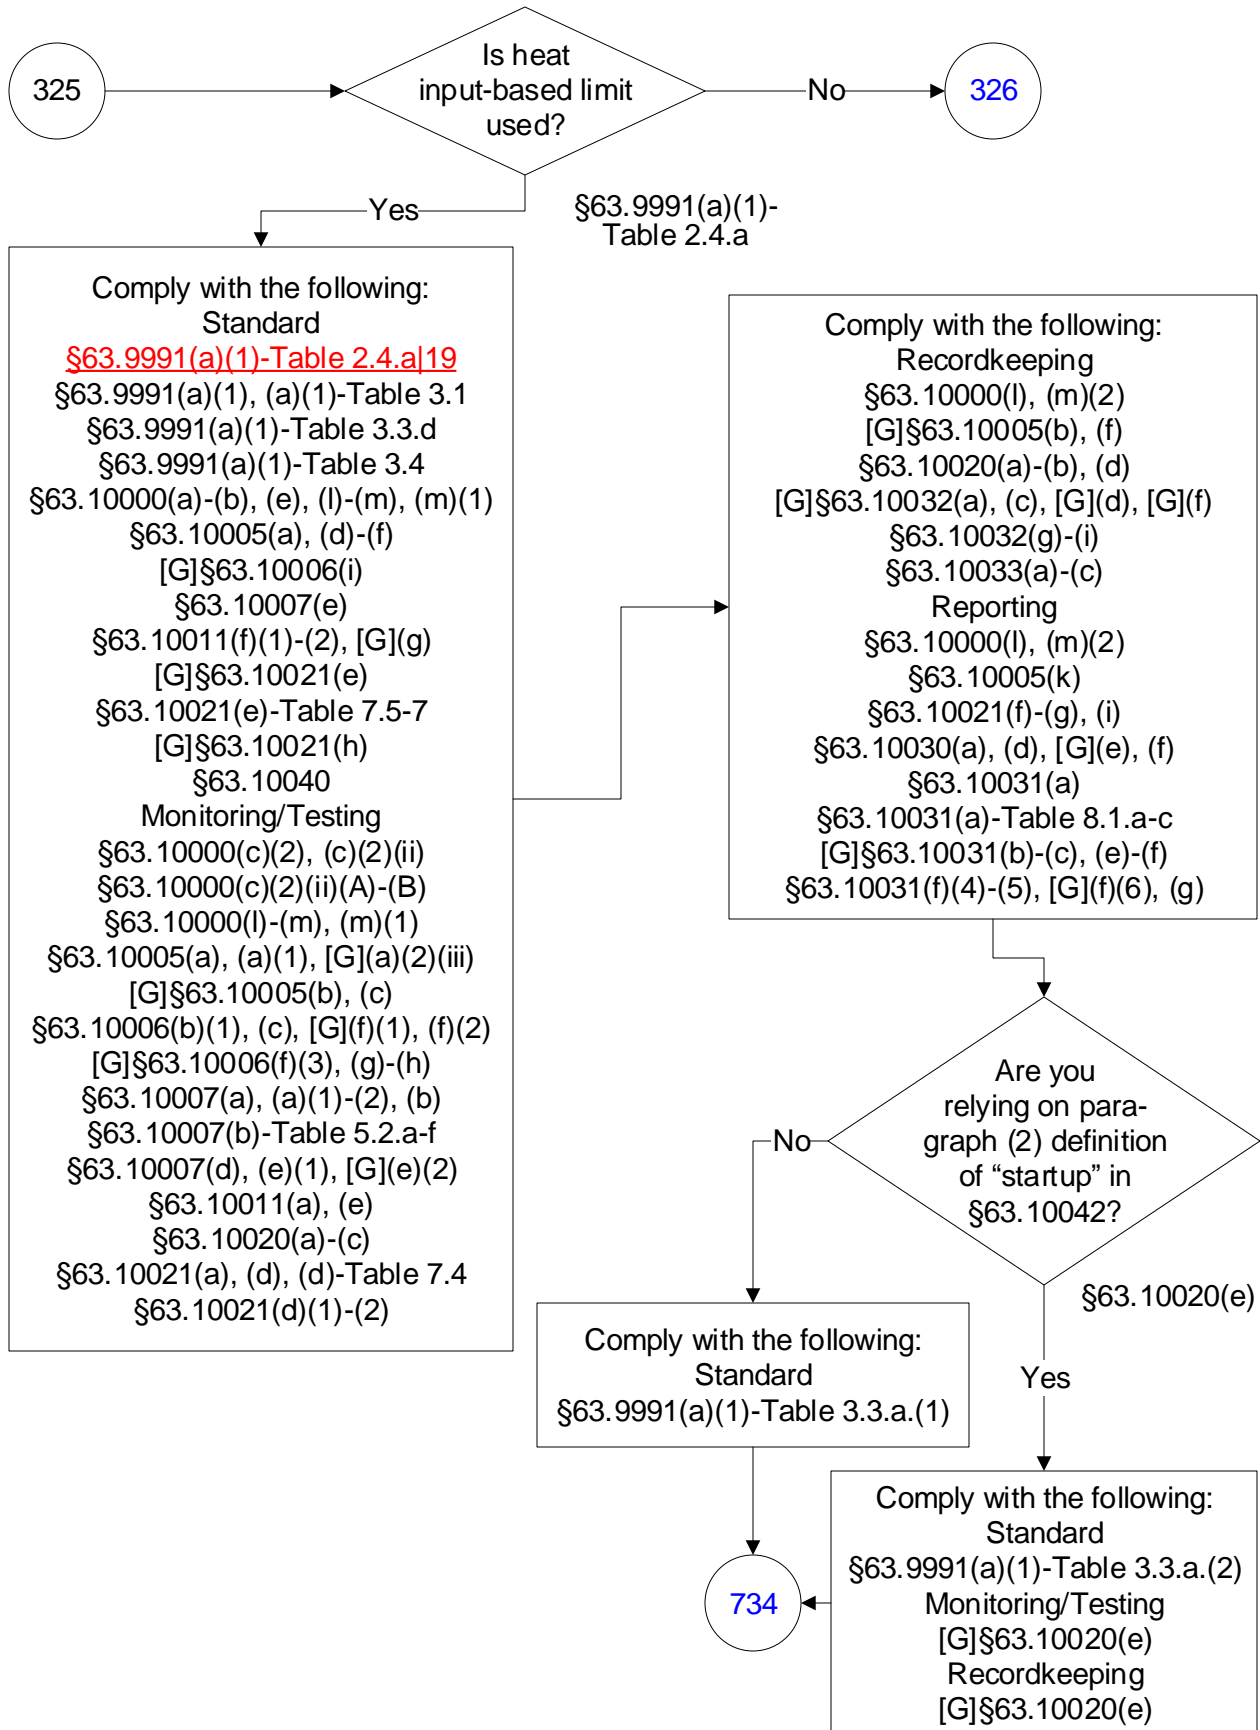 325
Is heat
input-based limit
used?
No
326
Yes
§63.9991(a)(1)-
Table 2.4.a
Comply with the following:
Standard
§63.9991(a)(1)-Table 2.4.a|19
§63.9991(a)(1), (a)(1)-Table 3.1
§63.9991(a)(1)-Table 3.3.d
§63.9991(a)(1)-Table 3.4
§63.10000(a)-(b), (e), (l)-(m), (m)(1)
§63.10005(a), (d)-(f)
[G]§63.10006(i)
§63.10007(e)
§63.10011(f)(1)-(2), [G](g)
[G]§63.10021(e)
§63.10021(e)-Table 7.5-7
[G]§63.10021(h)
§63.10040
Monitoring/Testing
§63.10000(c)(2), (c)(2)(ii)
§63.10000(c)(2)(ii)(A)-(B)
§63.10000(l)-(m), (m)(1)
§63.10005(a), (a)(1), [G](a)(2)(iii)
[G]§63.10005(b), (c)
§63.10006(b)(1), (c), [G](f)(1), (f)(2)
[G]§63.10006(f)(3), (g)-(h)
§63.10007(a), (a)(1)-(2), (b)
§63.10007(b)-Table 5.2.a-f
§63.10007(d), (e)(1), [G](e)(2)
§63.10011(a), (e)
§63.10020(a)-(c)
§63.10021(a), (d), (d)-Table 7.4
§63.10021(d)(1)-(2)
Comply with the following:
Recordkeeping
§63.10000(l), (m)(2)
[G]§63.10005(b), (f)
§63.10020(a)-(b), (d)
[G]§63.10032(a), (c), [G](d), [G](f)
§63.10032(g)-(i)
§63.10033(a)-(c)
Reporting
§63.10000(l), (m)(2)
§63.10005(k)
§63.10021(f)-(g), (i)
§63.10030(a), (d), [G](e), (f)
§63.10031(a)
§63.10031(a)-Table 8.1.a-c
[G]§63.10031(b)-(c), (e)-(f)
§63.10031(f)(4)-(5), [G](f)(6), (g)
Are you
relying on para-
graph (2) definition
of “startup” in
§63.10042?
No
§63.10020(e)
Yes
Comply with the following:
Standard
§63.9991(a)(1)-Table 3.3.a.(1)
Comply with the following:
Standard
§63.9991(a)(1)-Table 3.3.a.(2)
Monitoring/Testing
[G]§63.10020(e)
Recordkeeping
[G]§63.10020(e)
734